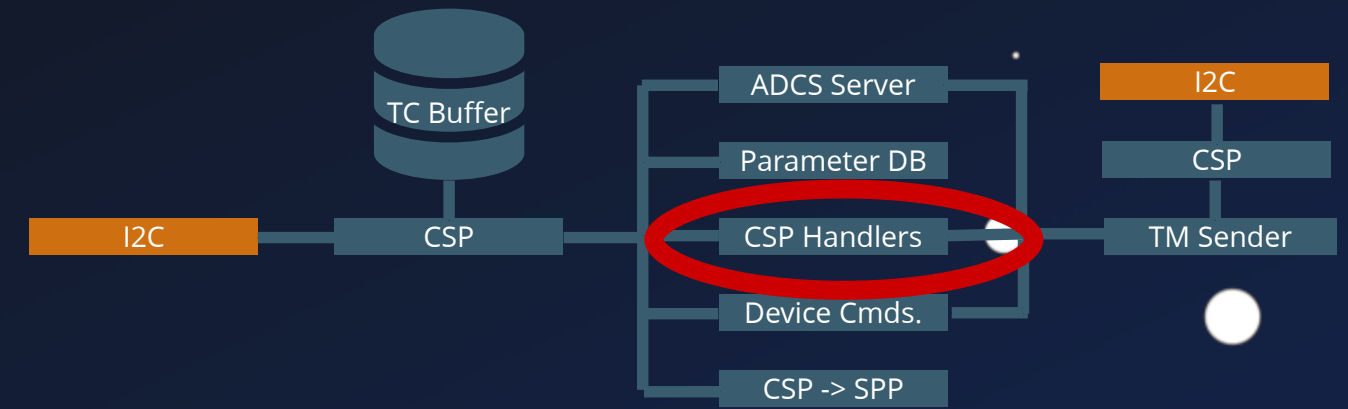 TC Buffer
I2C
CSP
ADCS Server
Parameter DB
CSP Handlers
Device Cmds.
CSP -> SPP
I2C
CSP
TM Sender